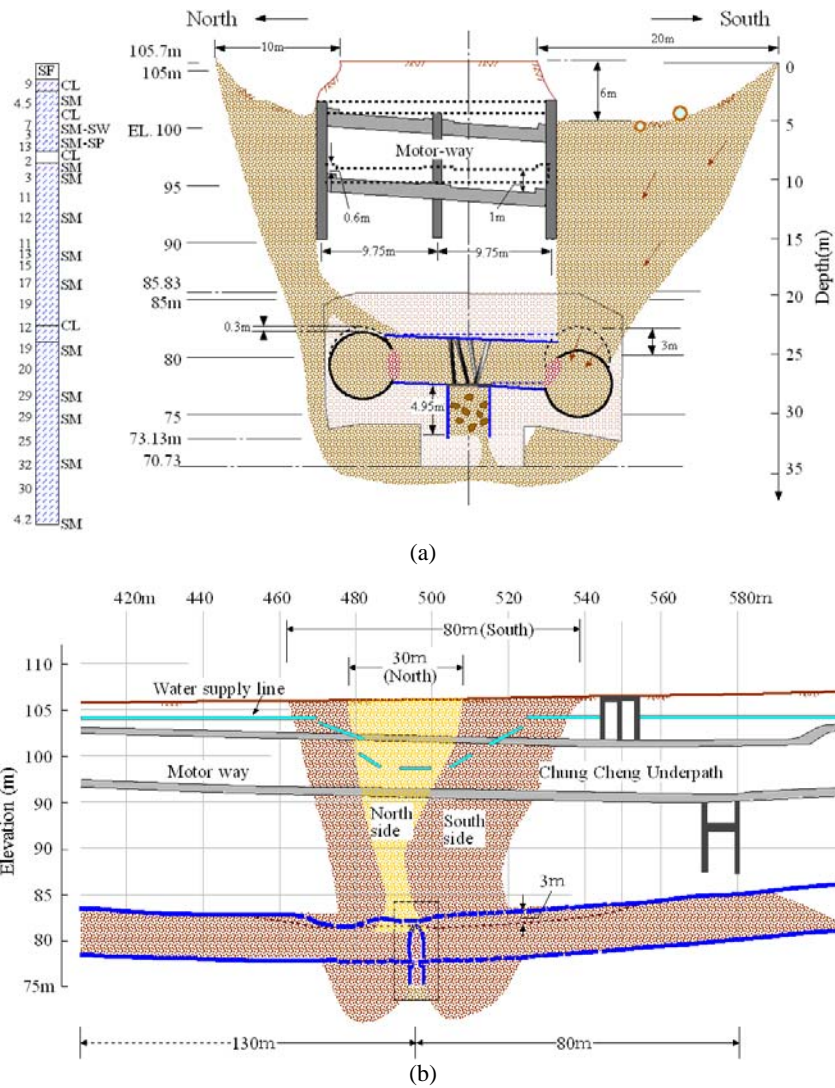 North
South
10m
20m
105.7m
105m
EL. 100
95
90
85.83
85m
80
75
73.13m
70.73
SF
9
CL
4.5
SM
CL
7
SM-SW
3
SM-SP
13
CL
2
SM
3
SM
11
12
SM
11
13
SM
15
17
SM
19
12
CL
19
SM
20
29
SM
29
SM
25
32
SM
30
4.2
SM
6m
Motor-way
0.6m
1m
9.75m
9.75m
0.3m
3m
4.95m
0
5
10
15
20
25
30
35
Depth(m)
(a)
420m
440
460
480
500
520
540
560
580m
80m(South)
30m
(North)
110
105
100
95
90
85
80
75m
Elevation (m)
Water supply line
Motor way
Chung Cheng Underpath
North
side
South
side
3m
130m
80m
(b)